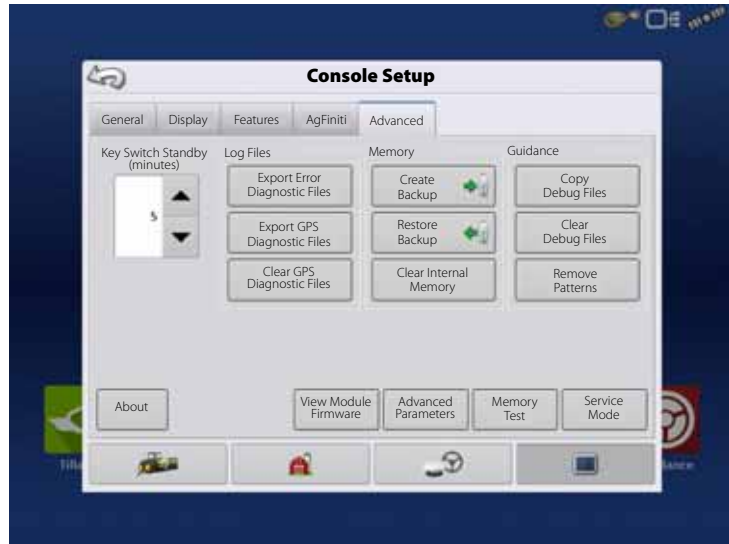 Console Setup
General Display Features AgFiniti Advanced
Key Switch Standby
(minutes)
5
Log Files
Export Error
Diagnostic Files
Export GPS
Diagnostic Files
Clear GPS
Diagnostic Files
Memory
Create
Backup
Restore
Backup
Clear Internal
Memory
Guidance
Copy
Debug Files
Clear
Debug Files
Remove
Patterns
About
View Module
Firmware
Advanced
Parameters
Memory
Test
Service
Mode